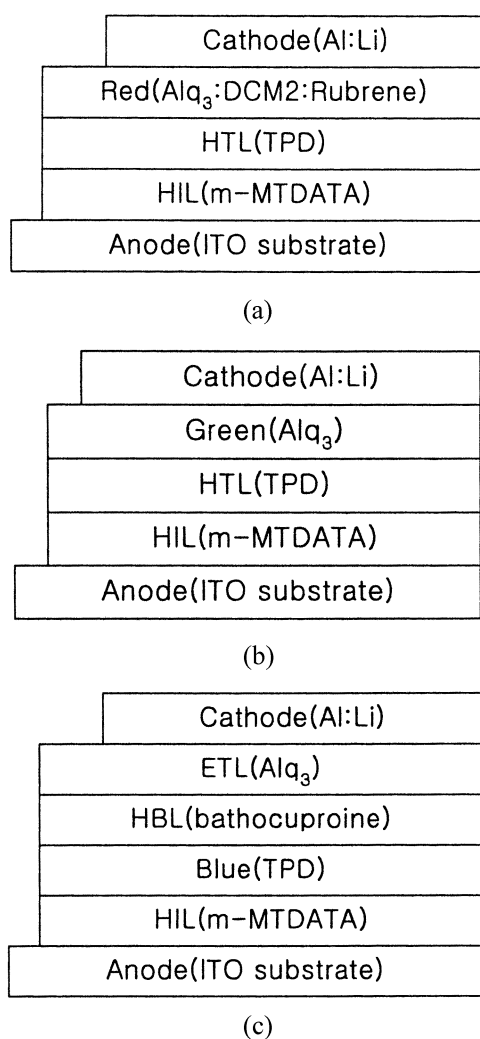 Cathode(Al:Li)
Red(Alq₃:DCM2:Rubrene)
HTL(TPD)
HIL(m-MTDATA)
Anode(ITO substrate)
(a)
Cathode(Al:Li)
Green(Alq₃)
HTL(TPD)
HIL(m-MTDATA)
Anode(ITO substrate)
(b)
Cathode(Al:Li)
ETL(Alq₃)
HBL(bathocuproine)
Blue(TPD)
HIL(m-MTDATA)
Anode(ITO substrate)
(c)